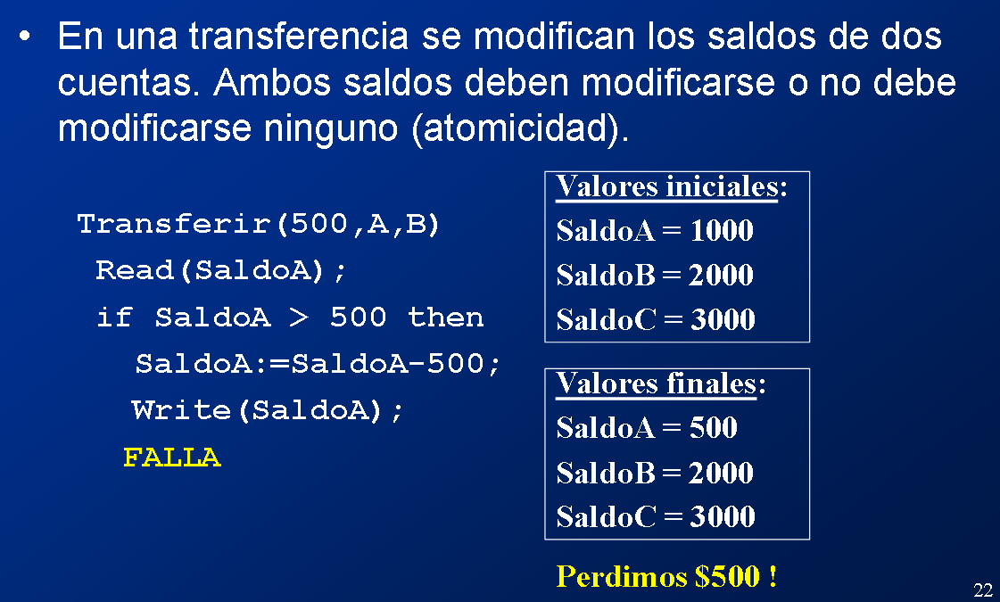 • En una transferencia se modifican los saldos de dos
cuentas. Ambos saldos deben modificarse o no debe
modificarse ninguno (atomicidad).
Transferir(500,A,B)
Read(SaldoA);
if SaldoA > 500 then
SaldoA:=SaldoA-500;
Write(SaldoA);
FALLA
Valores iniciales:
SaldoA = 1000
SaldoB = 2000
SaldoC = 3000
Valores finales:
SaldoA = 500
SaldoB = 2000
SaldoC = 3000
Perdimos $500 !
22